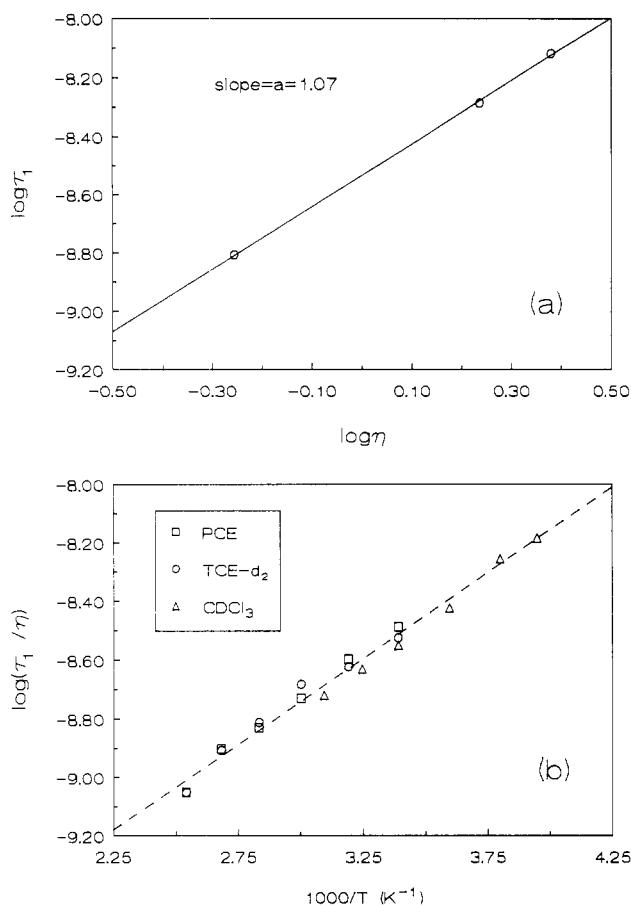 -8.00
-8.20
-8.40
-8.60
-8.80
-9.00
-9.20
logτ₁
slope=a=1.07
(a)
-0.50 -0.30 -0.10 0.10 0.30 0.50
logη
-8.00
-8.20
-8.40
-8.60
-8.80
-9.00
-9.20
log(τ₁ /η)
PCE
TCE-d₂
CDCl₃
(b)
2.25 2.75 3.25 3.75 4.25
1000/T (K⁻¹)